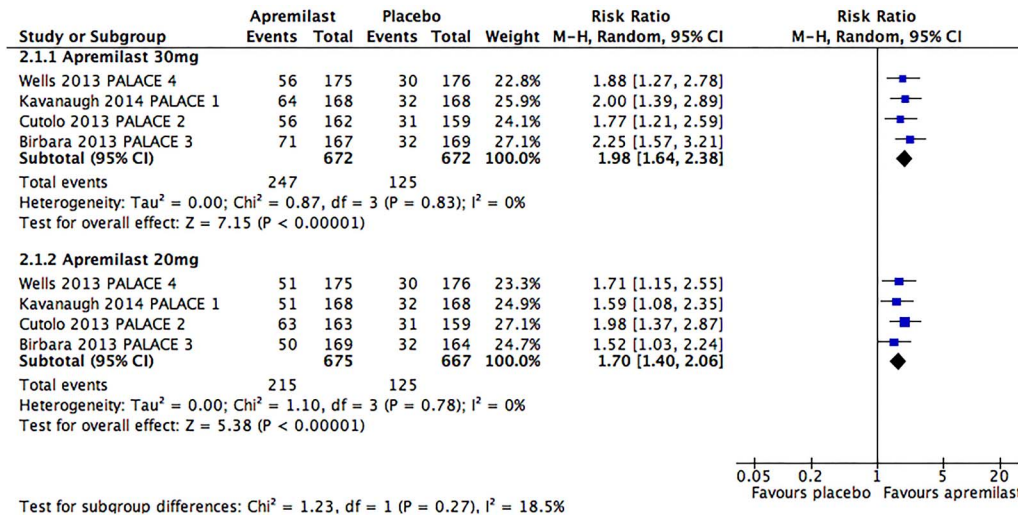 Apremilast Placebo Risk Ratio Risk Ratio
Study or Subgroup Events Total Events Total Weight M-H, Random, 95% CI M-H, Random, 95% CI
2.1.1 Apremilast 30mg
Wells 2013 PALACE 4 56 175 30 176 22.8% 1.88 [1.27, 2.78]
Kavanaugh 2014 PALACE 1 64 168 32 168 25.9% 2.00 [1.39, 2.89]
Cutolo 2013 PALACE 2 56 162 31 159 24.1% 1.77 [1.21, 2.59]
Birbara 2013 PALACE 3 71 167 32 169 27.1% 2.25 [1.57, 3.21]
Subtotal (95% CI) 672 672 100.0% 1.98 [1.64, 2.38]
Total events 247 125
Heterogeneity: Tau² = 0.00; Chi² = 0.87, df = 3 (P = 0.83); I² = 0%
Test for overall effect: Z = 7.15 (P < 0.00001)
2.1.2 Apremilast 20mg
Wells 2013 PALACE 4 51 175 30 176 23.3% 1.71 [1.15, 2.55]
Kavanaugh 2014 PALACE 1 51 168 32 168 24.9% 1.59 [1.08, 2.35]
Cutolo 2013 PALACE 2 63 163 31 159 27.1% 1.98 [1.37, 2.87]
Birbara 2013 PALACE 3 50 169 32 164 24.7% 1.52 [1.03, 2.24]
Subtotal (95% CI) 675 667 100.0% 1.70 [1.40, 2.06]
Total events 215 125
Heterogeneity: Tau² = 0.00; Chi² = 1.10, df = 3 (P = 0.78); I² = 0%
Test for overall effect: Z = 5.38 (P < 0.00001)
0.05 0.2 1 5 20
Favours placebo Favours apremilast
Test for subgroup differences: Chi² = 1.23, df = 1 (P = 0.27), I² = 18.5%